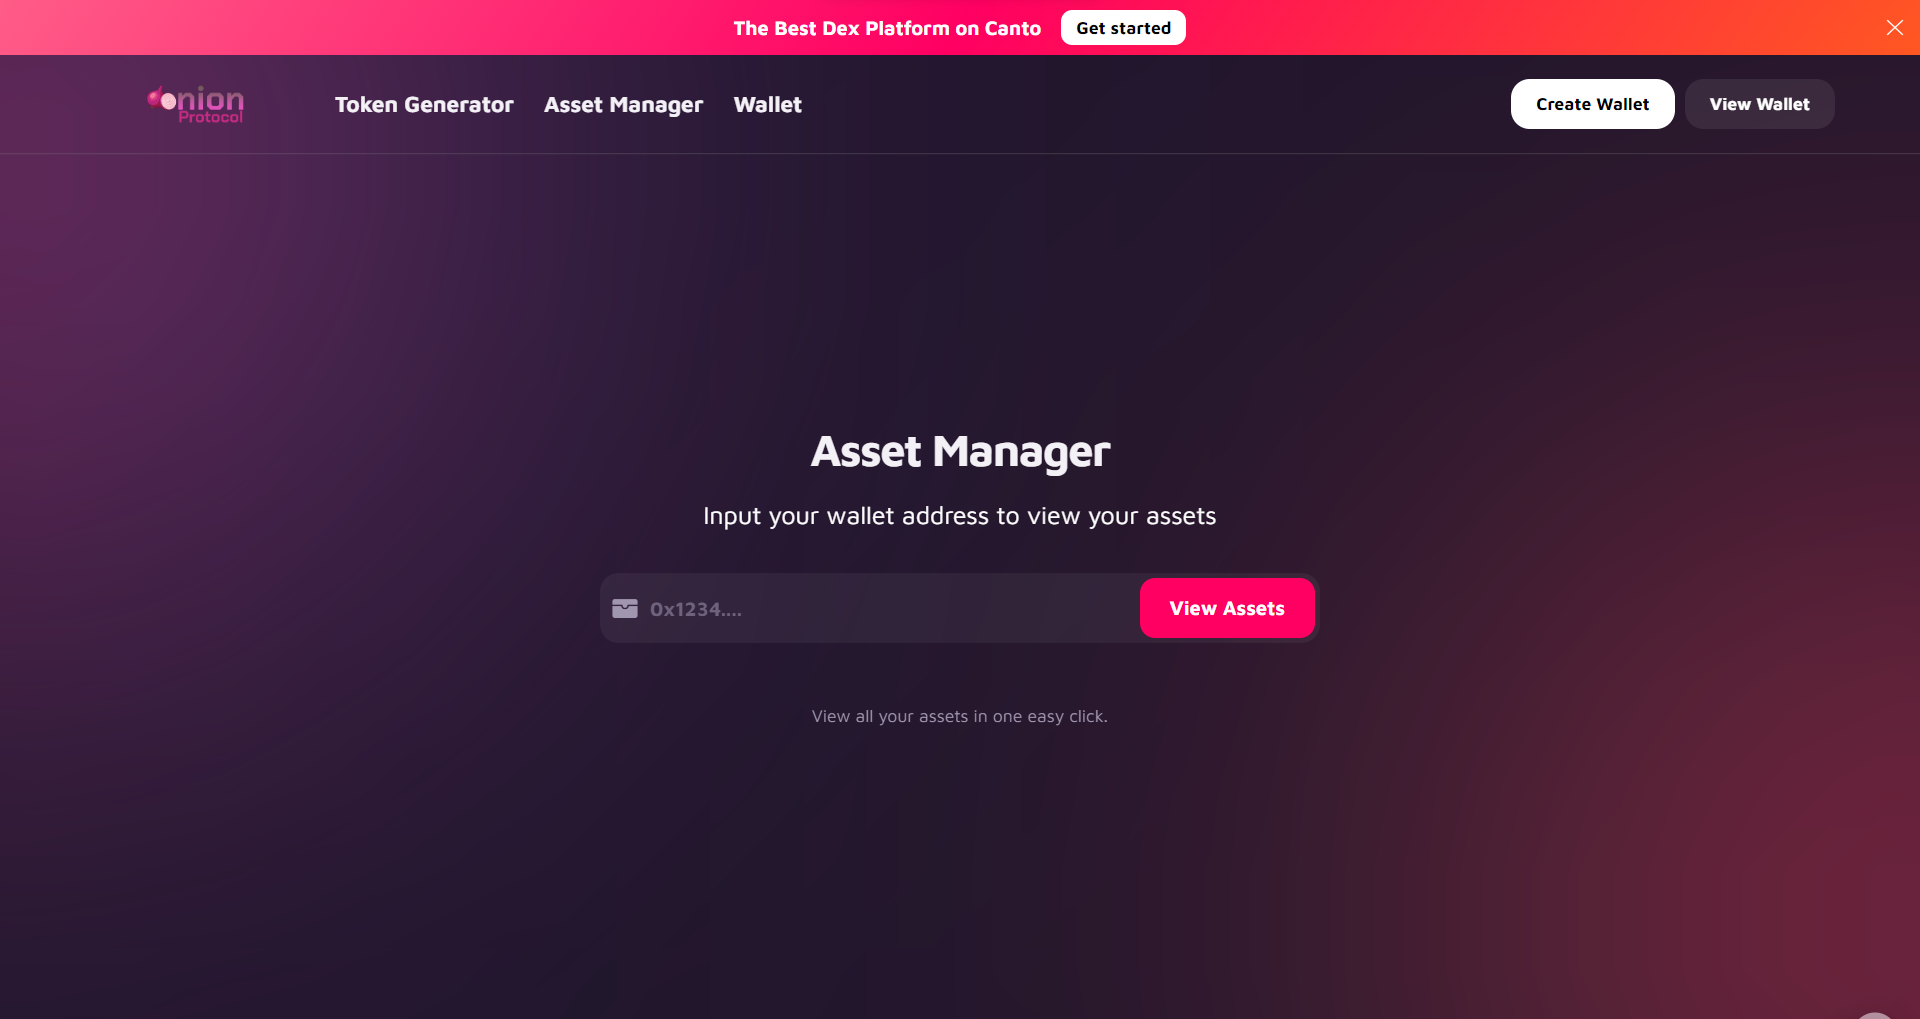 The Best Dex Platform on Canto Get started
onion
Protocol
Token Generator Asset Manager Wallet Create Wallet View Wallet
Asset Manager
Input your wallet address to view your assets
0x1234.... View Assets
View all your assets in one easy click.